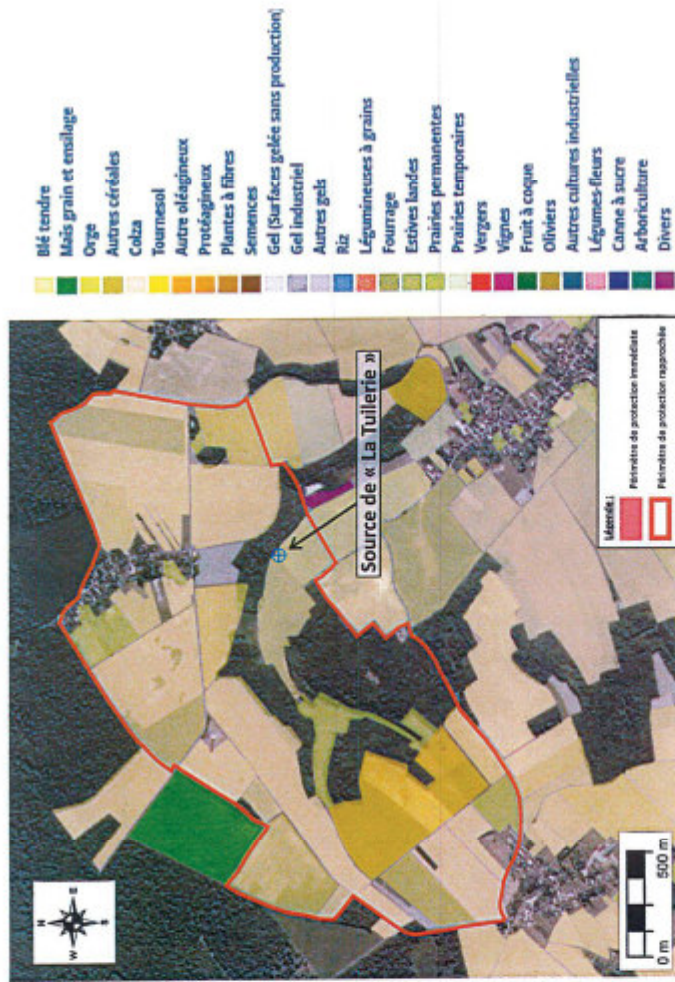 Blé tendre
Maïs grain et ensilage
Orge
Autres céréales
Colza
Tournesol
Autre oléagineux
Protéagineux
Plantes à fibres
Semences
Gel (Surfaces gelée sans production)
Gel industriel
Autres gels
Riz
Légumineuses à grains
Fourrage
Estives landes
Prairies permanentes
Prairies temporaires
Vergers
Vignes
Fruit à coque
Oliviers
Autres cultures industrielles
Légumes-fleurs
Canne à sucre
Arboriculture
Divers
N
W
E
S
Source de « La Tuilerie »
0 m
500 m
Légende :
Périmètre de protection immédiate
Périmètre de protection rapprochée